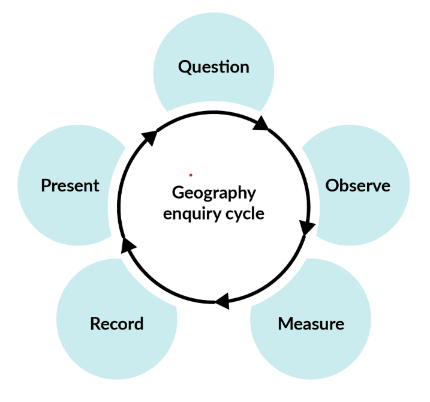 Question
Observe
Measure
Record
Present
Geography
enquiry cycle